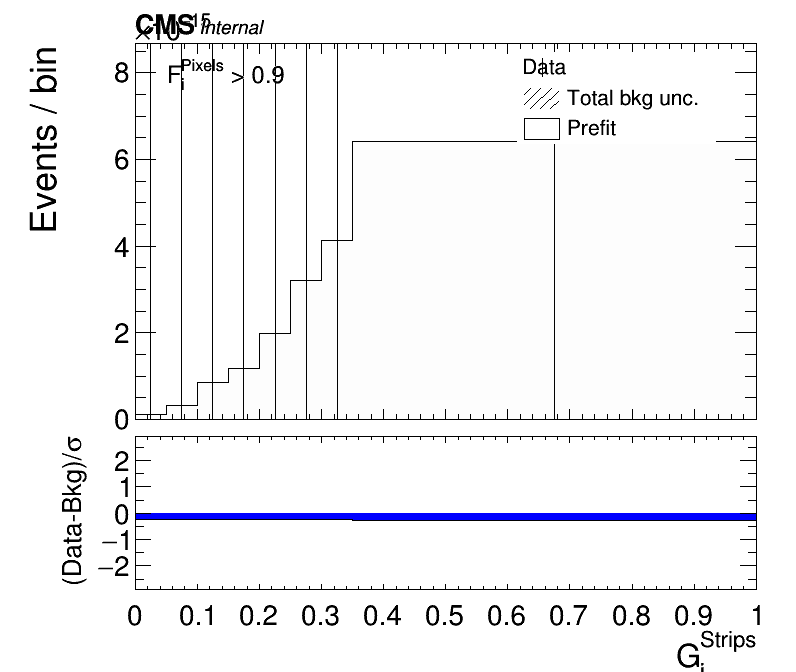 CMS Internal
×10^15
Events / bin
F_i^Pixels > 0.9
Data
Total bkg unc.
Prefit
8
6
4
2
0
(Data-Bkg)/σ
2
1
0
−1
−2
0 0.1 0.2 0.3 0.4 0.5 0.6 0.7 0.8 0.9 1
G_i^Strips